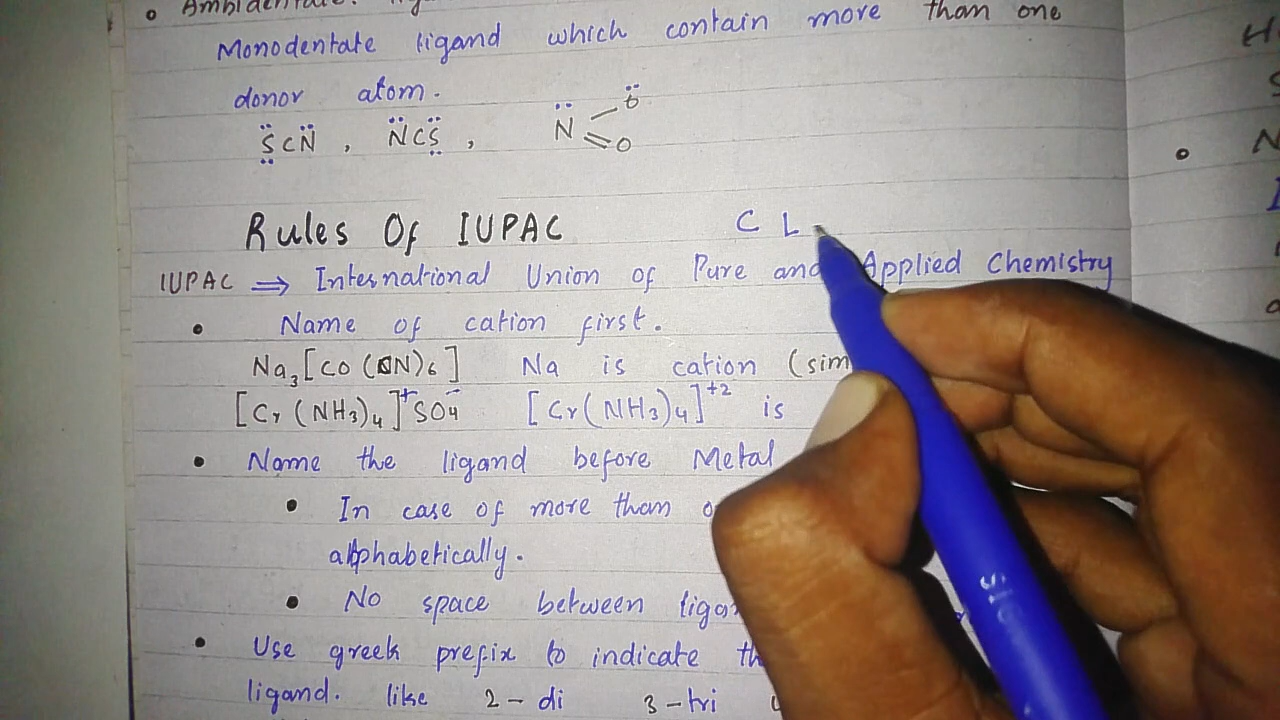 Ambidentate:
Monodentate ligand which contain more than one
donor atom.
SCN , NCS , N O O
Rules Of IUPAC C L
IUPAC ⇒ International Union of Pure and Applied Chemistry
• Name of cation first.
Na₃[CO(CN)₆] Na is cation (sim
[Cr(NH₃)₄]⁺SO₄⁻ [Cr(NH₃)₄]⁺² is
• Name the ligand before Metal
• In case of more than
alphabetically.
• No space between
• Use greek prefix to indicate
ligand. like 2 - di 3 - tri